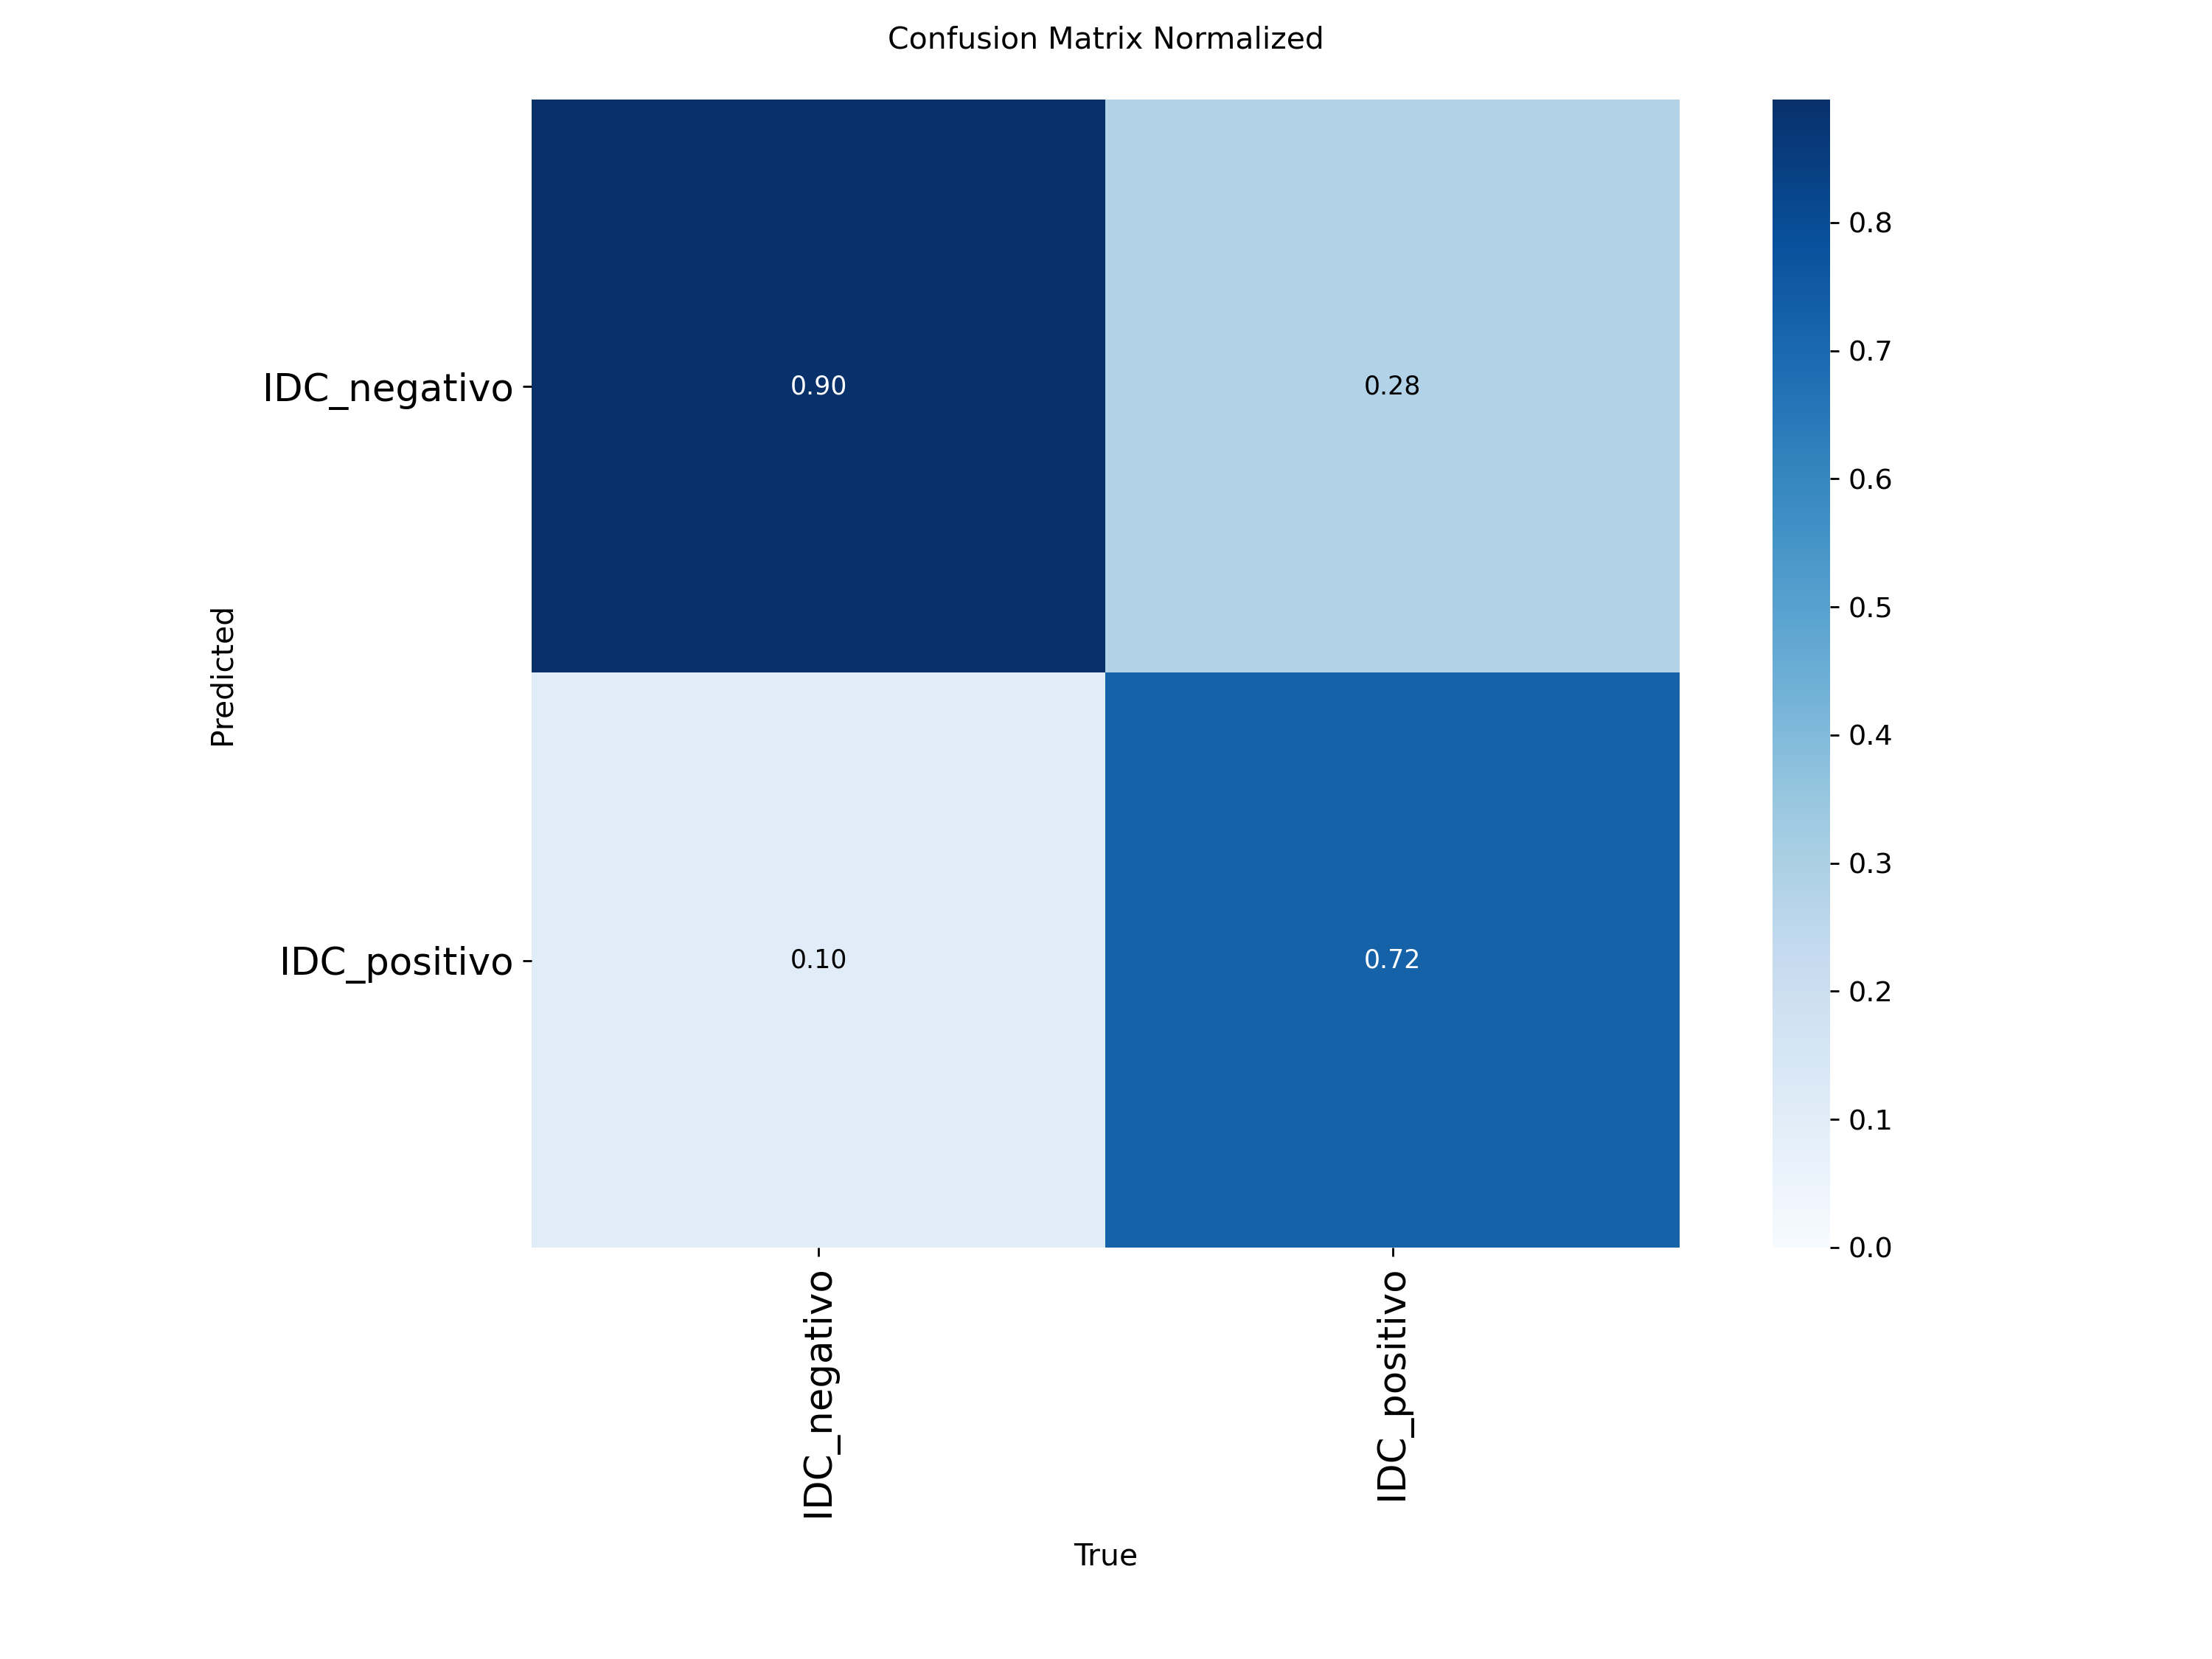 Confusion Matrix Normalized
IDC_negativo
0.90
0.28
IDC_positivo
0.10
0.72
Predicted
IDC_negativo
IDC_positivo
True
0.8
0.7
0.6
0.5
0.4
0.3
0.2
0.1
0.0